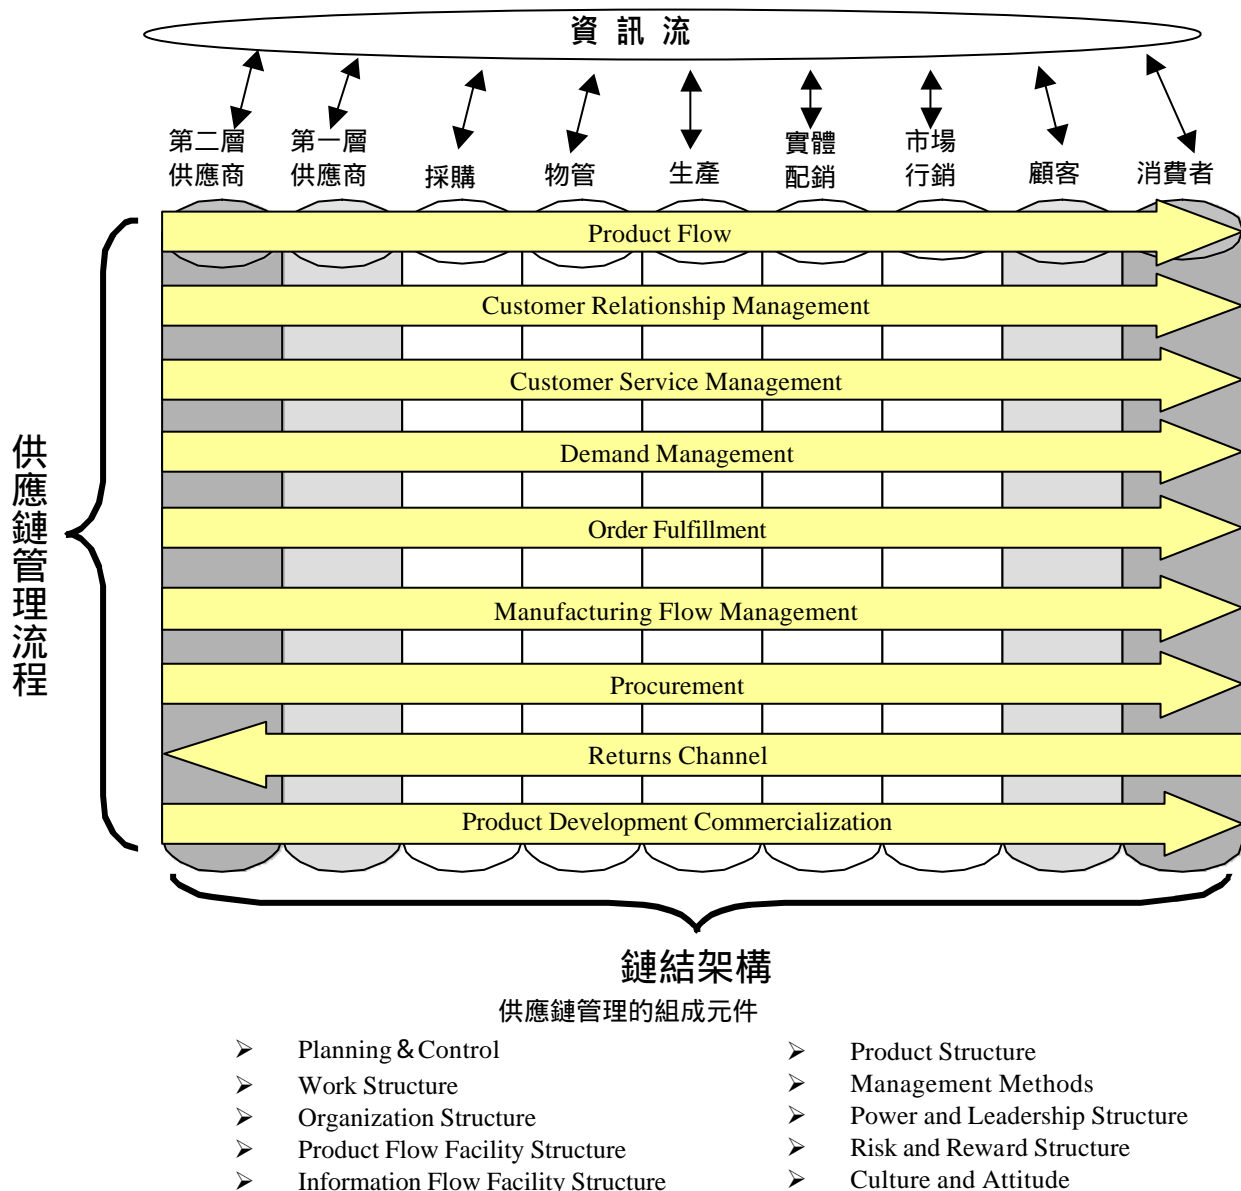 資 訊 流
第二層
供應商
第一層
供應商
採購
物管
生產
實體
配銷
市場
行銷
顧客
消費者
供應鏈管理流程
Product Flow
Customer Relationship Management
Customer Service Management
Demand Management
Order Fulfillment
Manufacturing Flow Management
Procurement
Returns Channel
Product Development Commercialization
鏈結架構
供應鏈管理的組成元件
➢ Planning & Control
➢ Work Structure
➢ Organization Structure
➢ Product Flow Facility Structure
➢ Information Flow Facility Structure
➢ Product Structure
➢ Management Methods
➢ Power and Leadership Structure
➢ Risk and Reward Structure
➢ Culture and Attitude